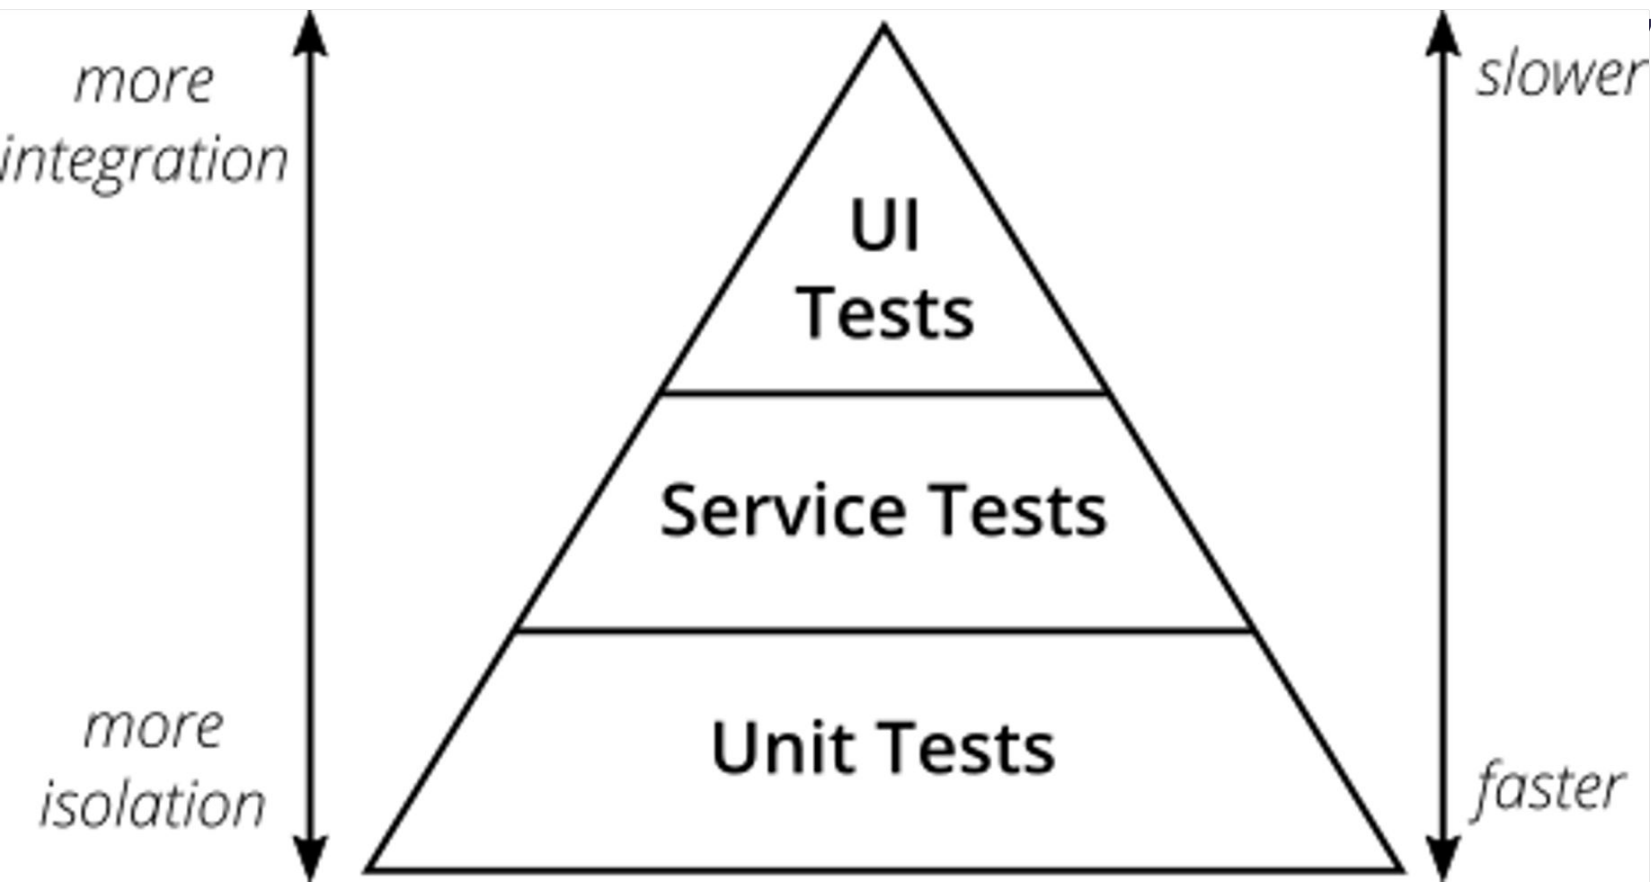 more
integration
slower
UI
Tests
Service Tests
Unit Tests
more
isolation
faster